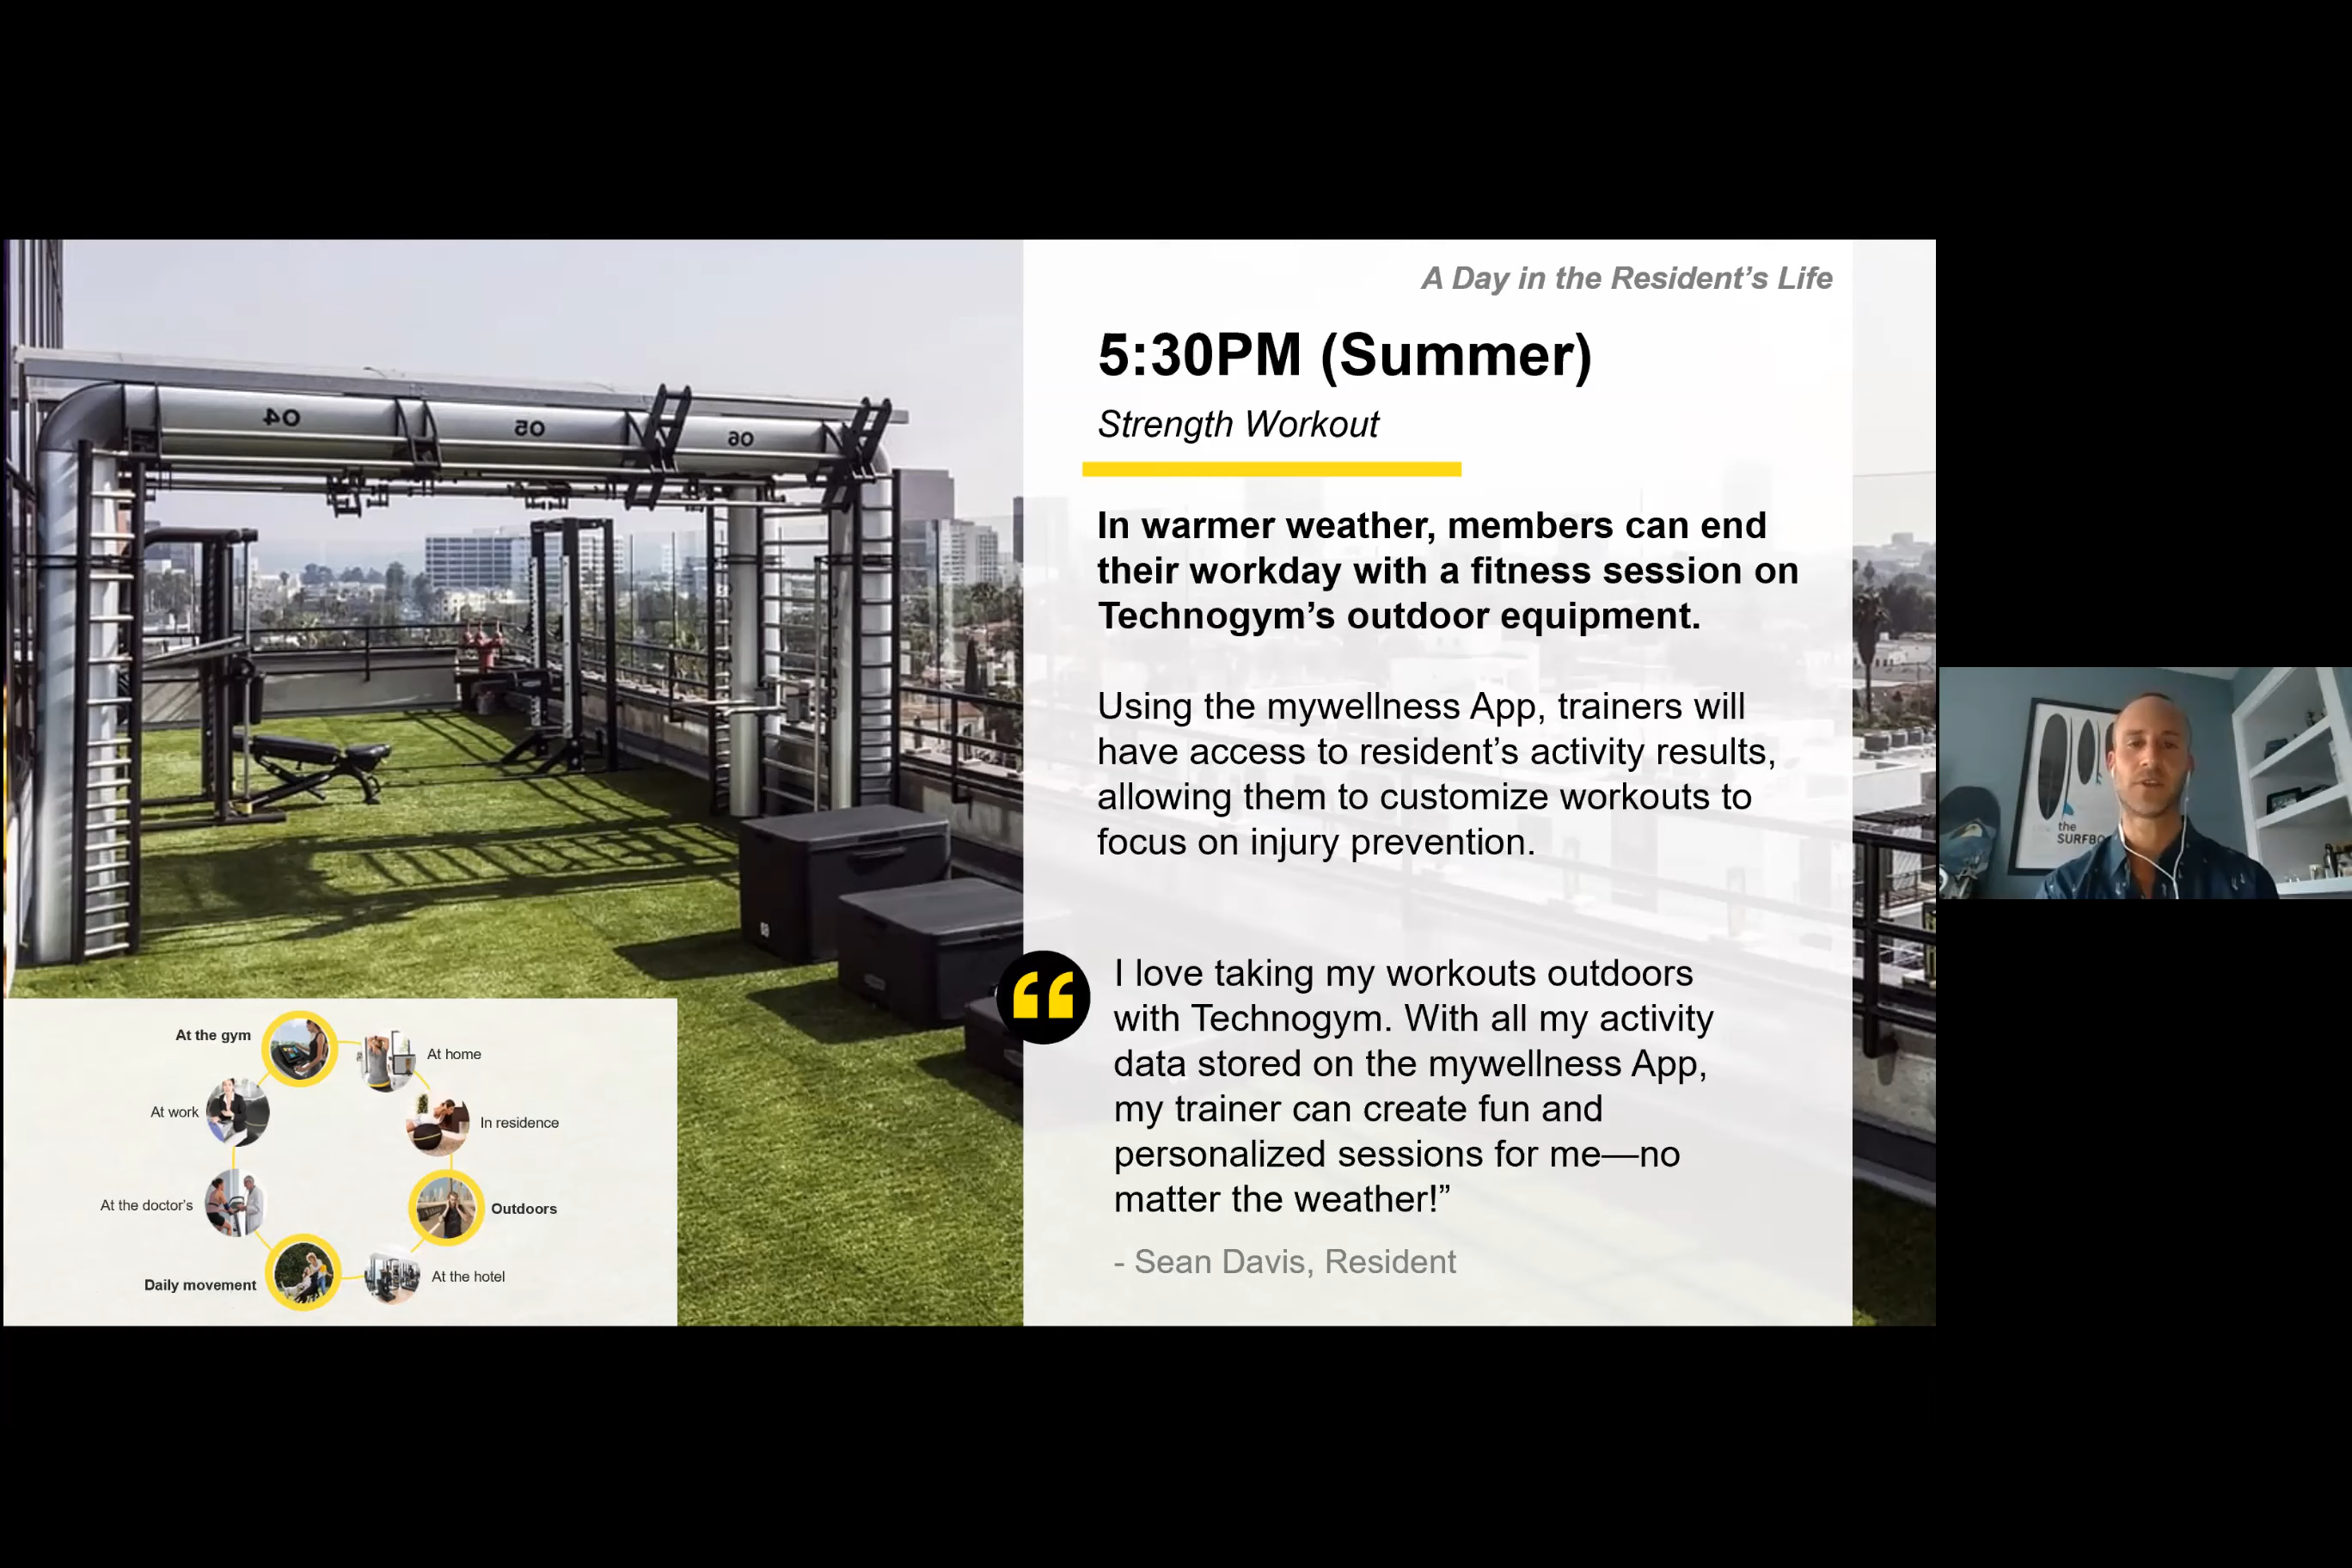 A Day in the Resident’s Life
5:30PM (Summer)
Strength Workout
In warmer weather, members can end
their workday with a fitness session on
Technogym’s outdoor equipment.
Using the mywellness App, trainers will
have access to resident’s activity results,
allowing them to customize workouts to
focus on injury prevention.
“
I love taking my workouts outdoors
with Technogym. With all my activity
data stored on the mywellness App,
my trainer can create fun and
personalized sessions for me—no
matter the weather!”
- Sean Davis, Resident
04
05
06
At the gym
At home
At work
In residence
At the doctor’s
Outdoors
Daily movement
At the hotel
the
SURFBO